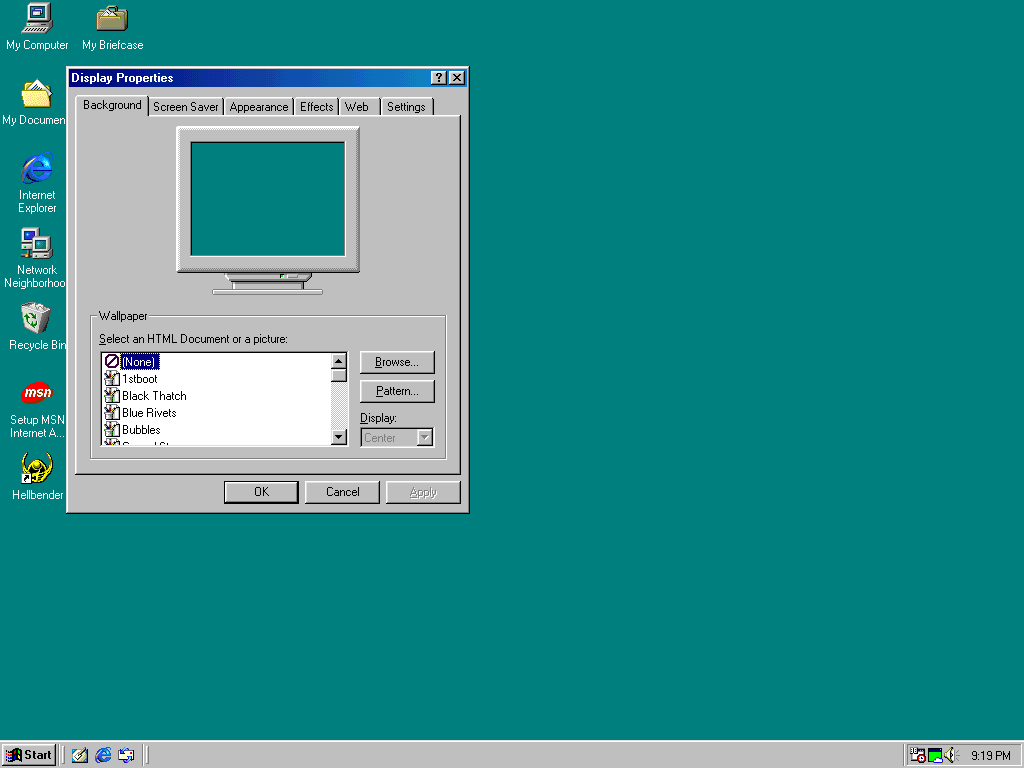 My Computer
My Briefcase
My Documen
Internet
Explorer
Network
Neighborhoo
Recycle Bin
msn
Setup MSN
Internet A...
Hellbender
Display Properties
Background
Screen Saver
Appearance
Effects
Web
Settings
Wallpaper
Select an HTML Document or a picture:
(None)
1stboot
Black Thatch
Blue Rivets
Bubbles
Browse...
Pattern...
Display:
Center
OK
Cancel
Apply
Start
9:19 PM